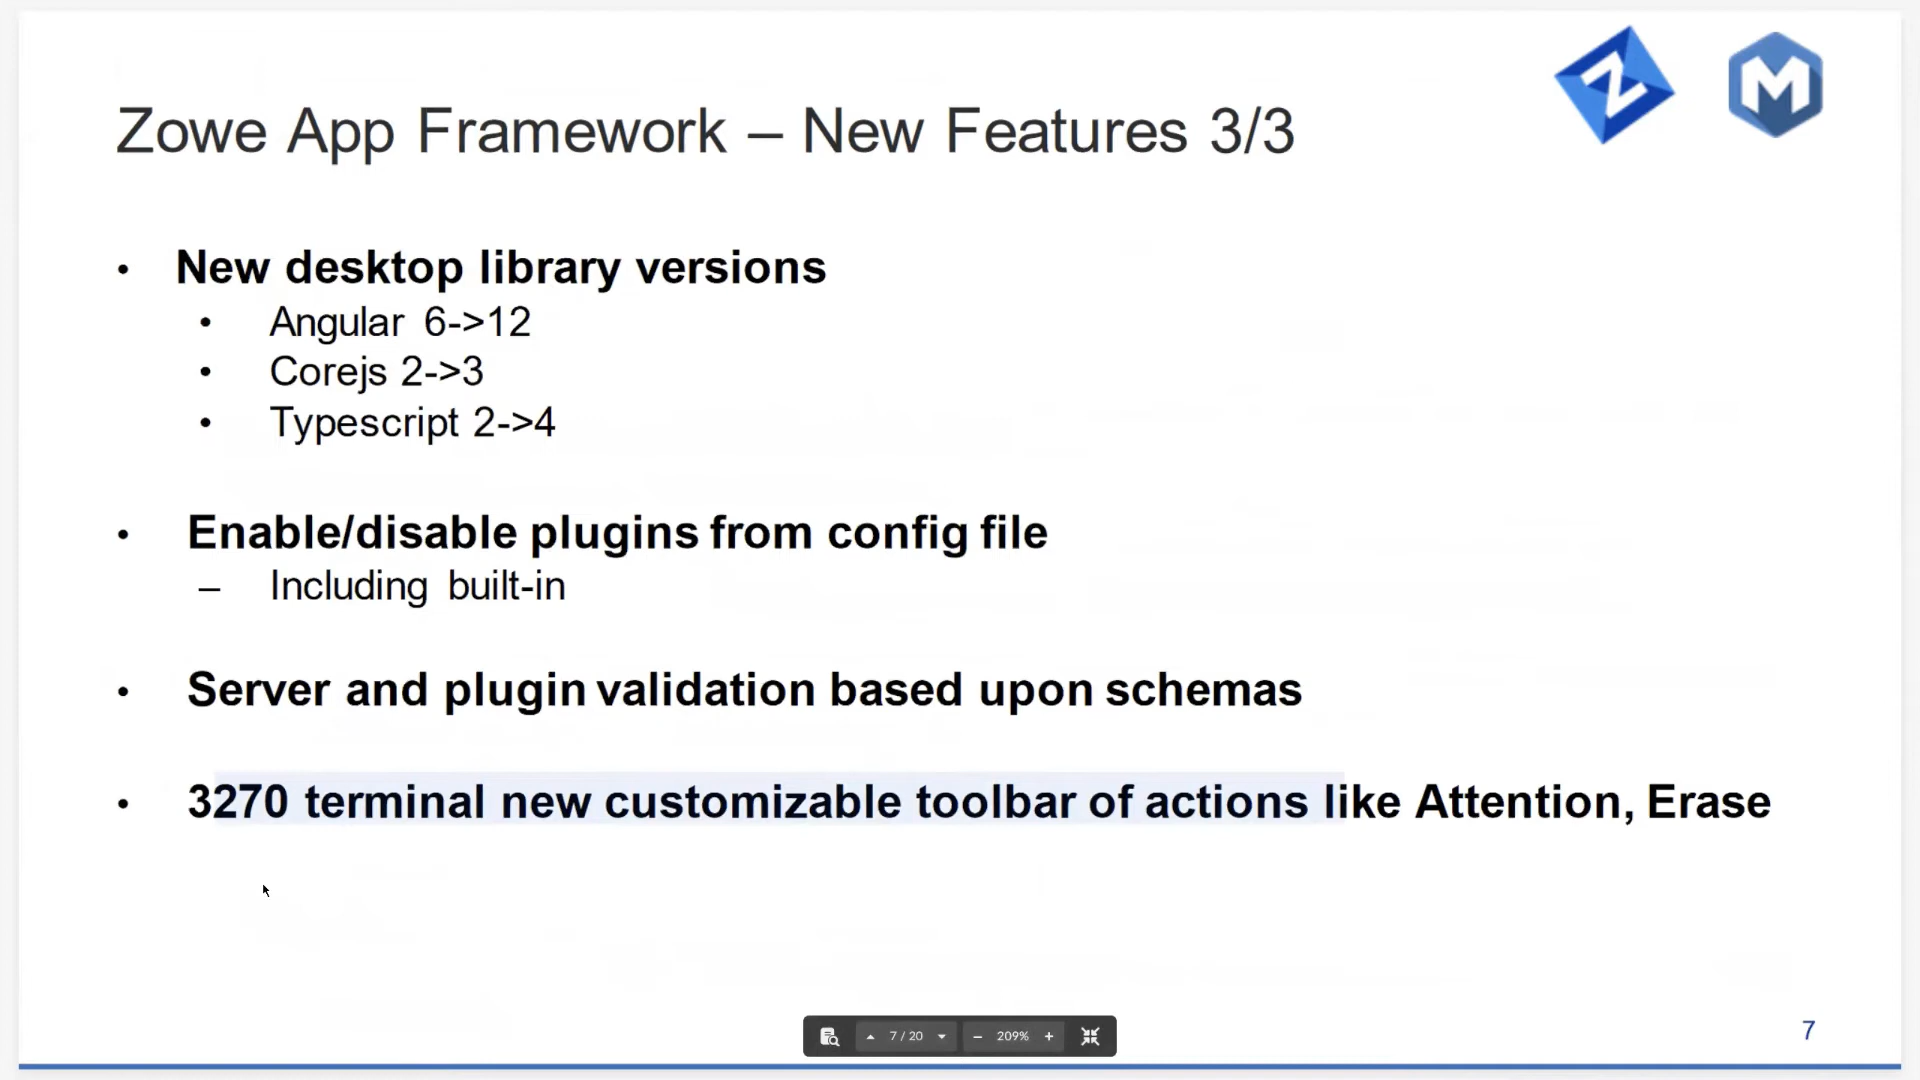 Zowe App Framework – New Features 3/3
• New desktop library versions
• Angular 6->12
• Corejs 2->3
• Typescript 2->4
• Enable/disable plugins from config file
– Including built-in
• Server and plugin validation based upon schemas
• 3270 terminal new customizable toolbar of actions like Attention, Erase
7 / 20 − 209% +
7